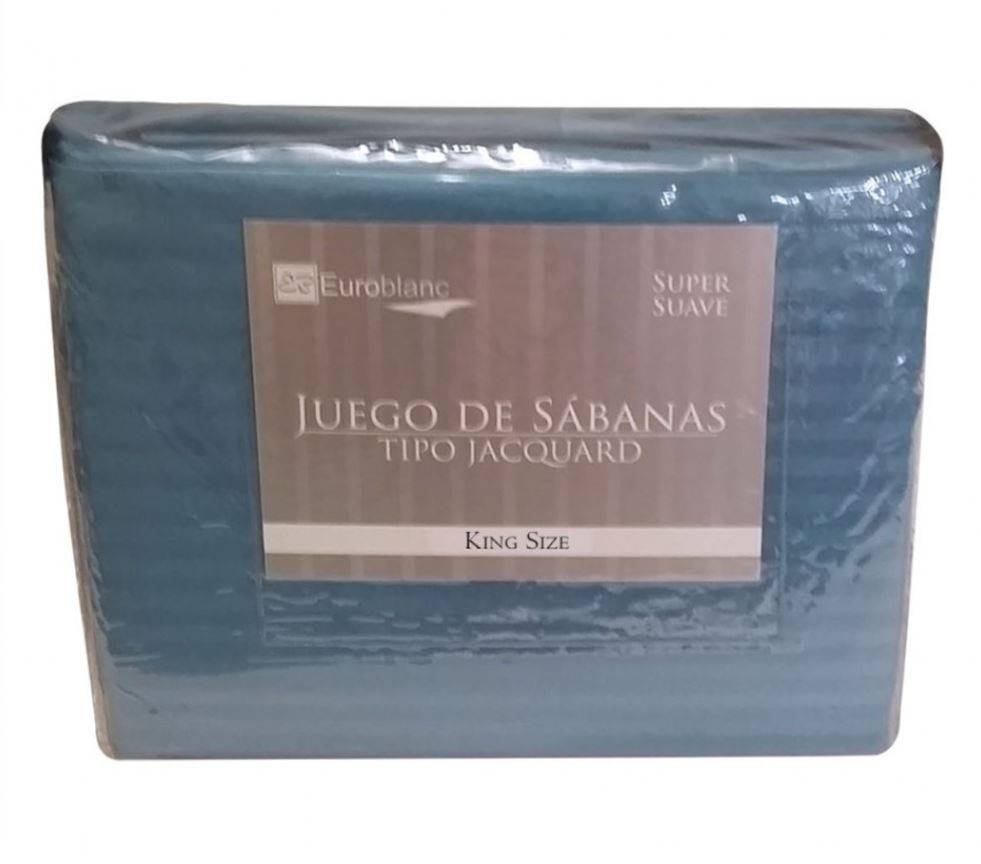 Euroblanc
SUPER
SUAVE
JUEGO DE SÁBANAS
TIPO JACQUARD
KING SIZE